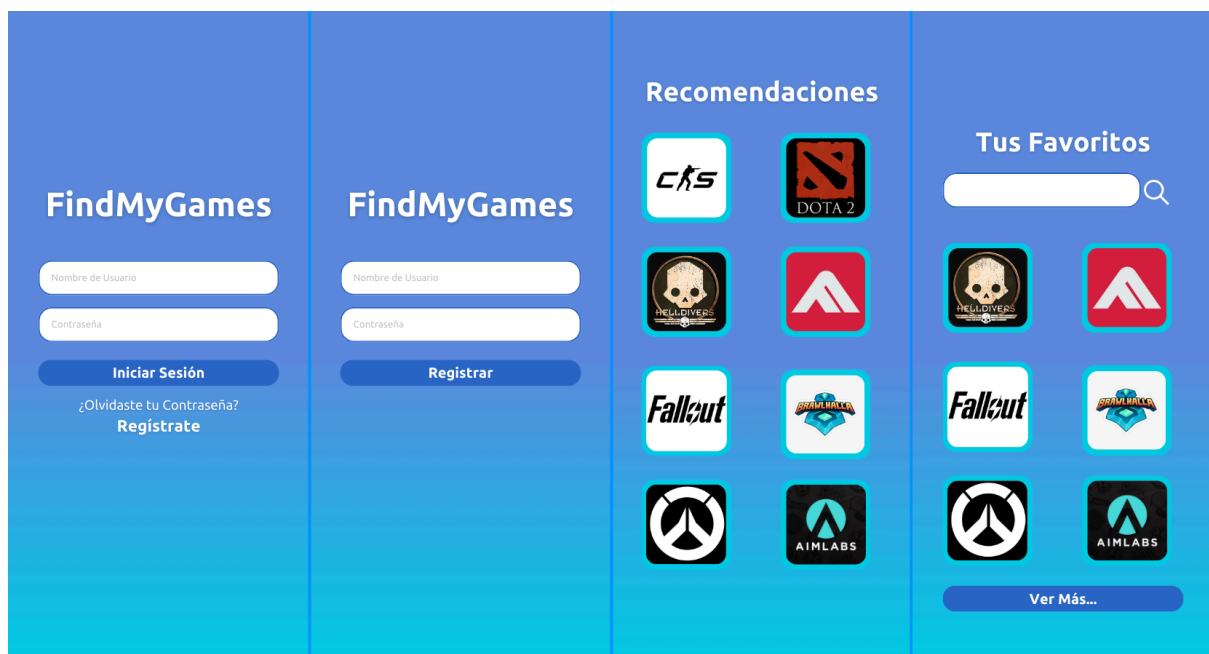 FindMyGames
Nombre de Usuario
Contraseña
Iniciar Sesión
¿Olvidaste tu Contraseña?
Regístrate
FindMyGames
Nombre de Usuario
Contraseña
Registrar
Recomendaciones
CS
DOTA 2
HELLDIVERS
Fallout
BRAWLHALLA
AIMLABS
Tus Favoritos
HELLDIVERS
Fallout
BRAWLHALLA
AIMLABS
Ver Más...